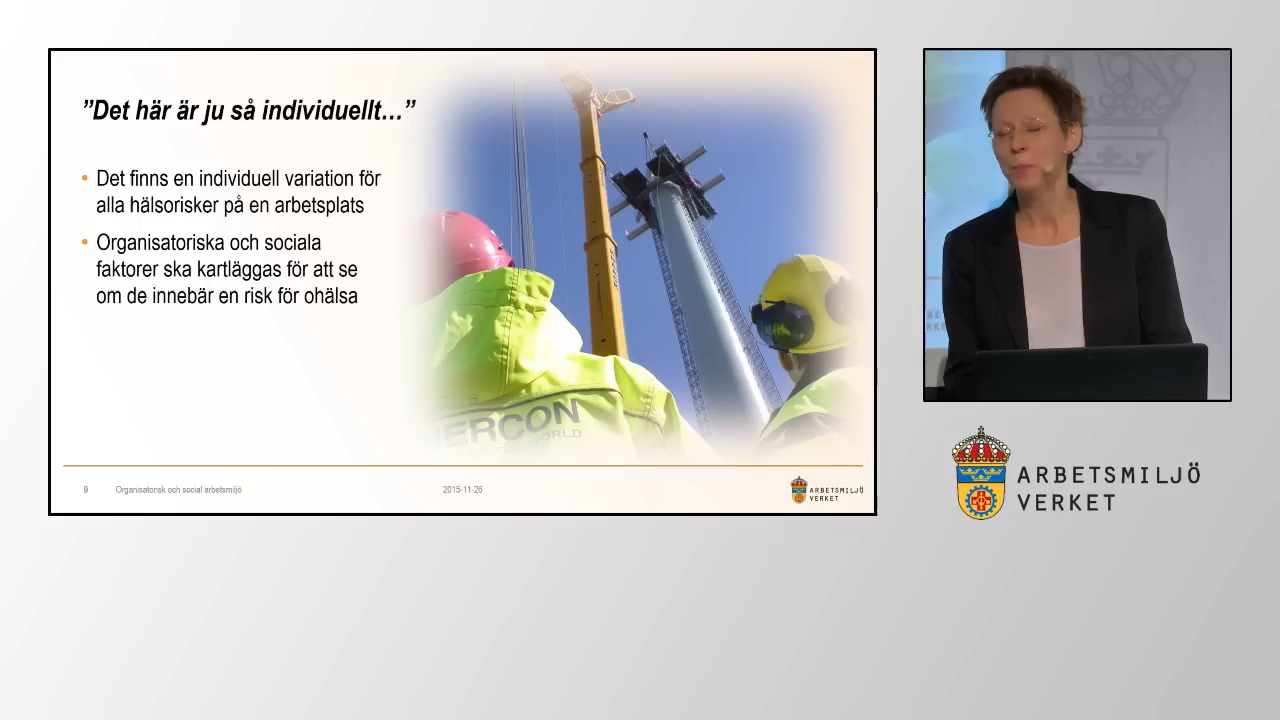 ”Det här är ju så individuellt…”
• Det finns en individuell variation för
alla hälsorisker på en arbetsplats
• Organisatoriska och sociala
faktorer ska kartläggas för att se
om de innebär en risk för ohälsa
9
Organisatorisk och social arbetsmiljö
2015-11-26
ARBETSMILJÖ
VERKET
ARBETSMILJÖ
VERKET